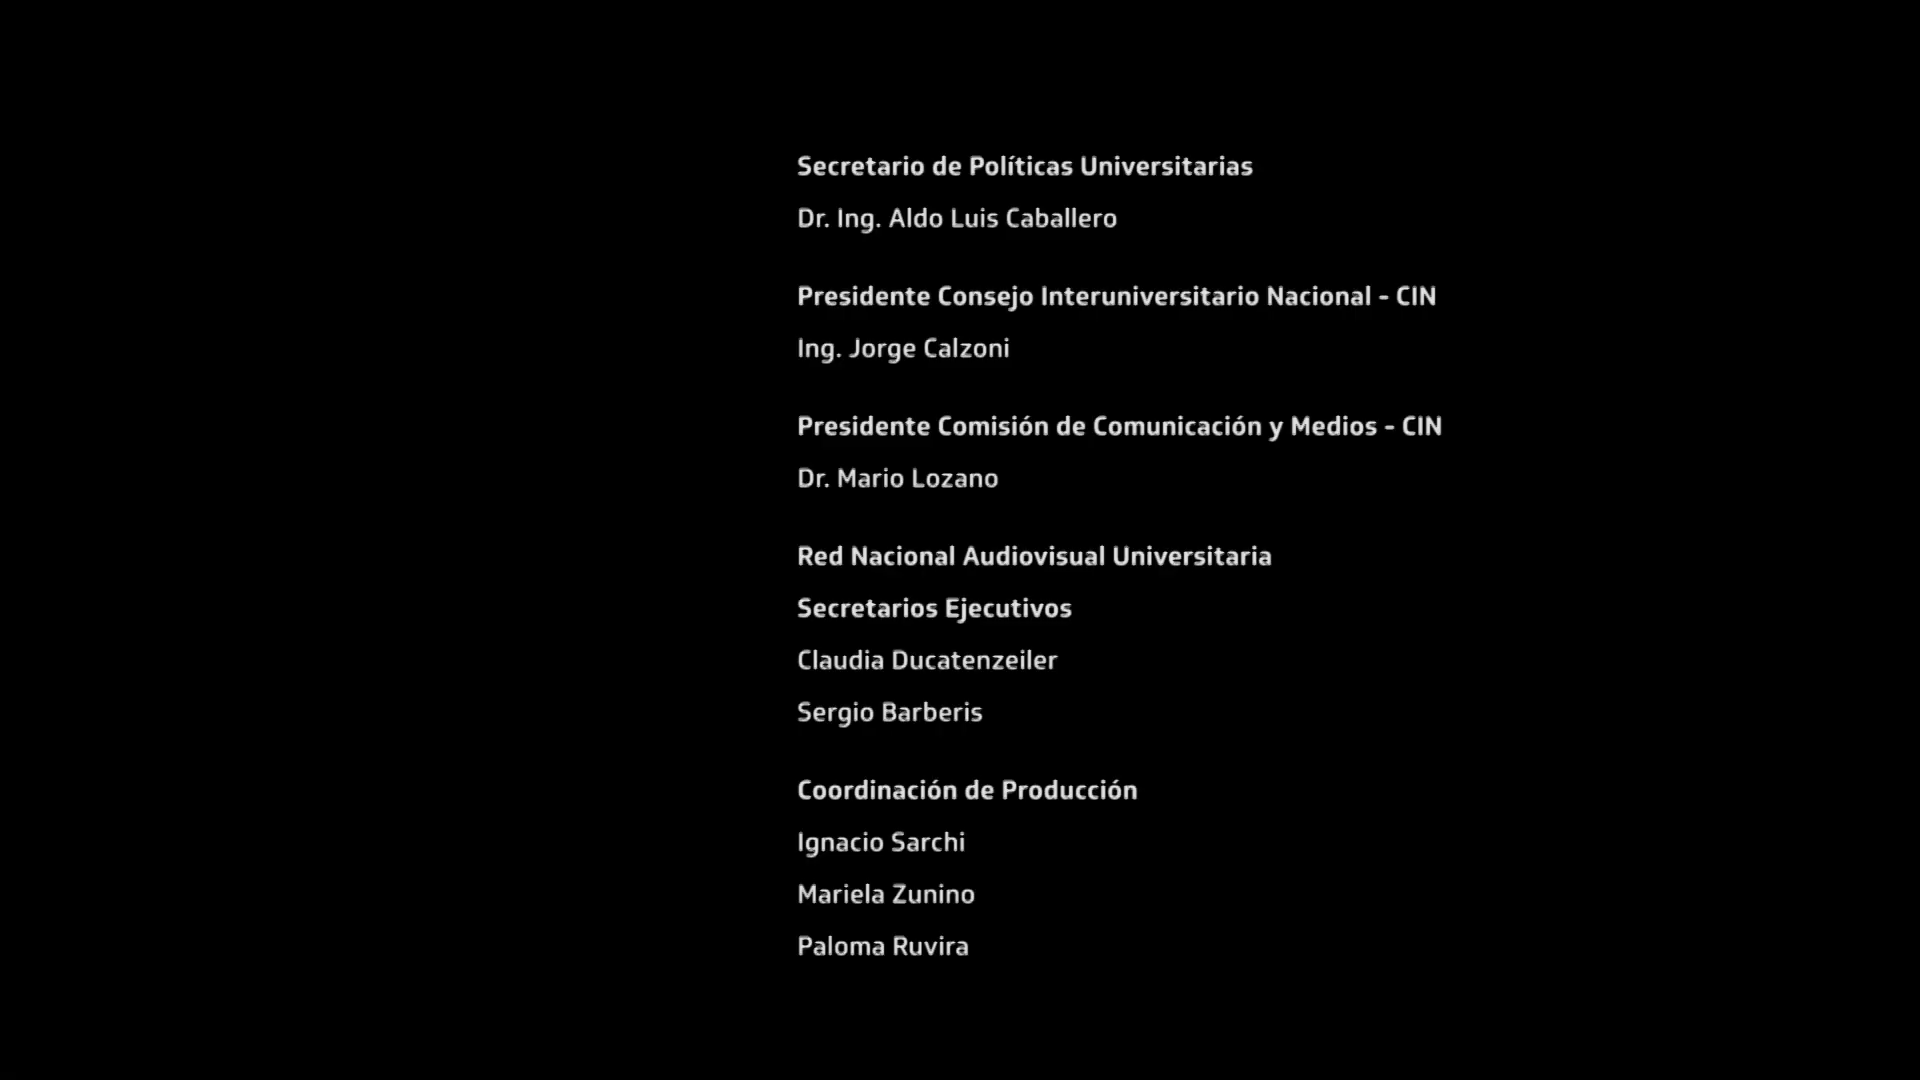 Secretario de Políticas Universitarias
Dr. Ing. Aldo Luis Caballero
Presidente Consejo Interuniversitario Nacional - CIN
Ing. Jorge Calzoni
Presidente Comisión de Comunicación y Medios - CIN
Dr. Mario Lozano
Red Nacional Audiovisual Universitaria
Secretarios Ejecutivos
Claudia Ducatenzeiler
Sergio Barberis
Coordinación de Producción
Ignacio Sarchi
Mariela Zunino
Paloma Ruvira